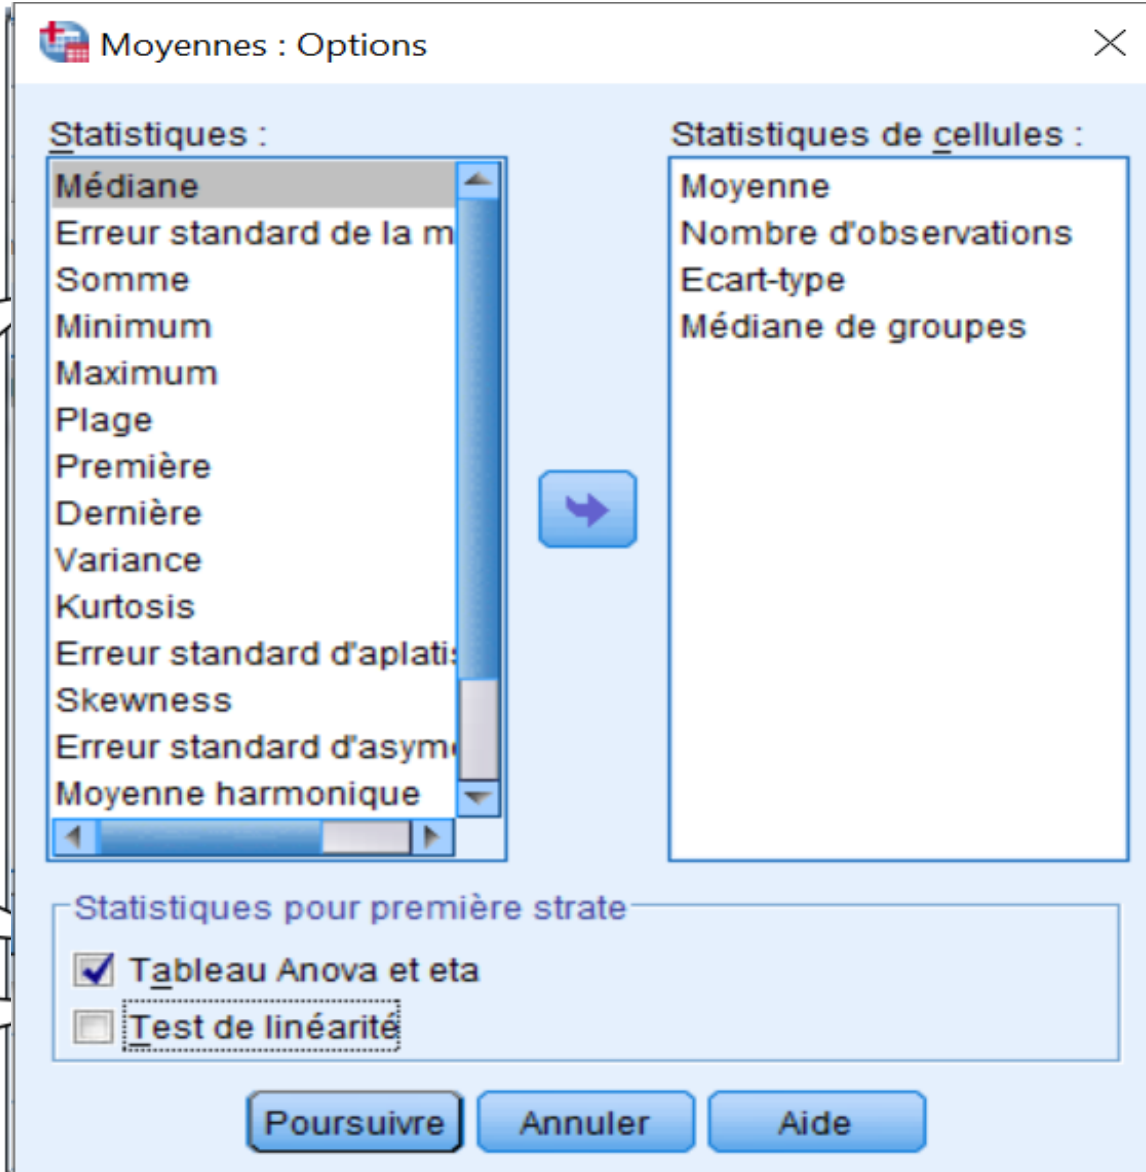 Moyennes : Options
Statistiques :
Médiane
Erreur standard de la m
Somme
Minimum
Maximum
Plage
Première
Dernière
Variance
Kurtosis
Erreur standard d'aplatis
Skewness
Erreur standard d'asymé
Moyenne harmonique
Statistiques de cellules :
Moyenne
Nombre d'observations
Ecart-type
Médiane de groupes
Statistiques pour première strate
Tableau Anova et eta
Test de linéarité
Poursuivre
Annuler
Aide